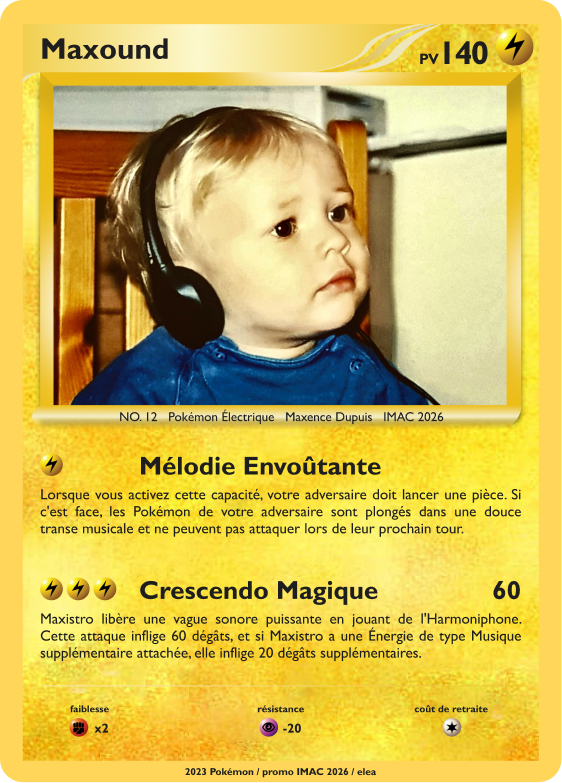 Maxound PV140
NO. 12 Pokémon Électrique Maxence Dupuis IMAC 2026
Mélodie Envoûtante
Lorsque vous activez cette capacité, votre adversaire doit lancer une pièce. Si
c'est face, les Pokémon de votre adversaire sont plongés dans une douce
transe musicale et ne peuvent pas attaquer lors de leur prochain tour.
Crescendo Magique 60
Maxistro libère une vague sonore puissante en jouant de l'Harmoniphone.
Cette attaque inflige 60 dégâts, et si Maxistro a une Énergie de type Musique
supplémentaire attachée, elle inflige 20 dégâts supplémentaires.
faiblesse résistance coût de retraite
x2 -20
2023 Pokémon / promo IMAC 2026 / elea